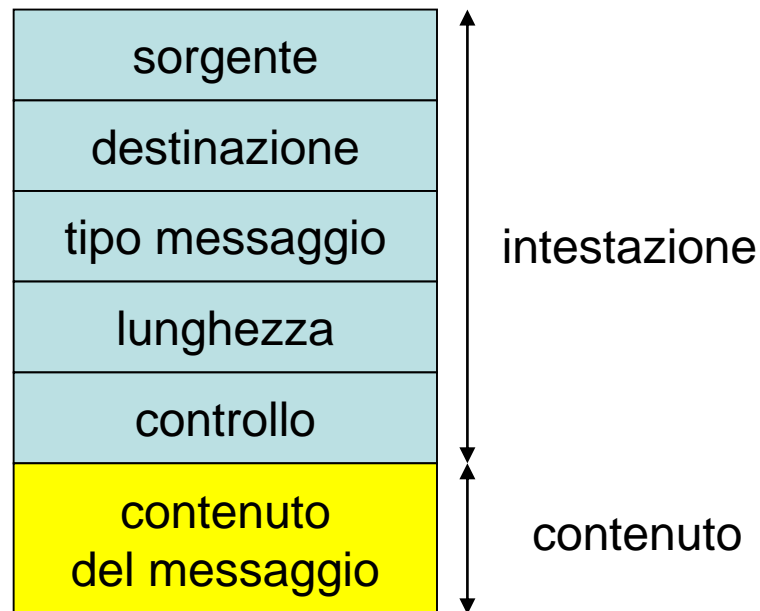 sorgente
destinazione
tipo messaggio
lunghezza
controllo
contenuto
del messaggio
intestazione
contenuto